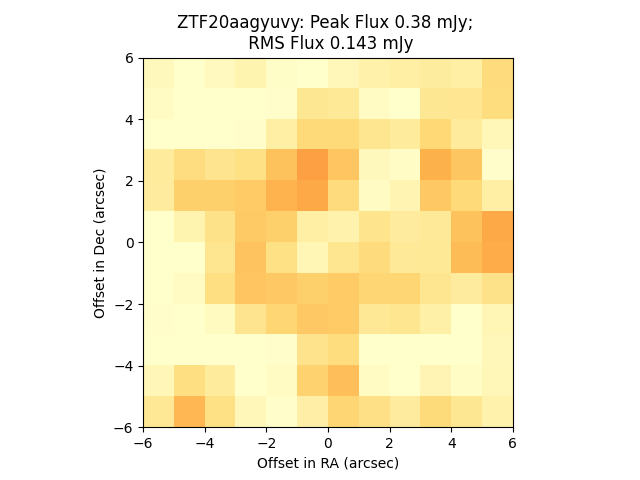 ZTF20aagyuvy: Peak Flux 0.38 mJy;
RMS Flux 0.143 mJy
6
4
2
0
−2
−4
−6
Offset in Dec (arcsec)
−6 −4 −2 0 2 4 6
Offset in RA (arcsec)